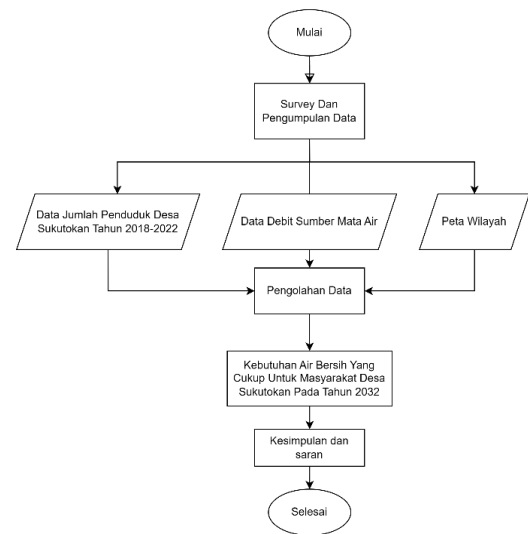 Mulai
Survey Dan
Pengumpulan Data
Data Jumlah Penduduk Desa
Sukutokan Tahun 2018-2022
Data Debit Sumber Mata Air
Peta Wilayah
Pengolahan Data
Kebutuhan Air Bersih Yang
Cukup Untuk Masyarakat Desa
Sukutokan Pada Tahun 2032
Kesimpulan dan
saran
Selesai